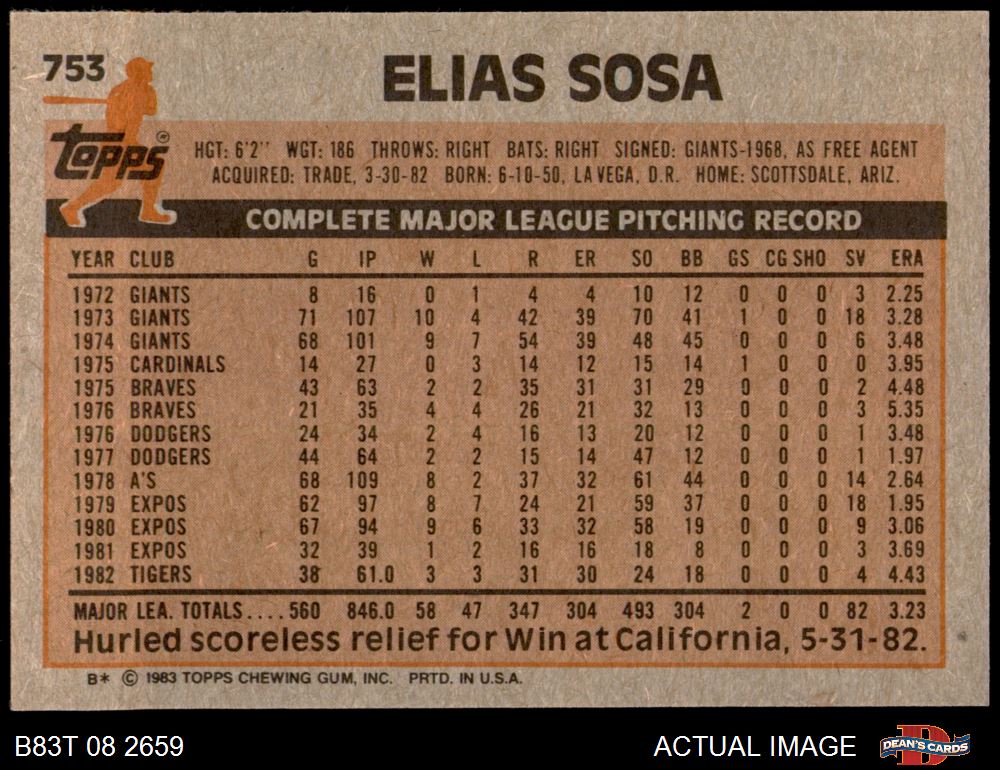 753
ELIAS SOSA
Topps®
HGT: 6'2" WGT: 186 THROWS: RIGHT BATS: RIGHT SIGNED: GIANTS-1968, AS FREE AGENT
ACQUIRED: TRADE, 3-30-82 BORN: 6-10-50, LA VEGA, D.R. HOME: SCOTTSDALE, ARIZ.
COMPLETE MAJOR LEAGUE PITCHING RECORD
YEAR CLUB G IP W L R ER SO BB GS CG SHO SV ERA
1972 GIANTS 8 16 0 1 4 4 10 12 0 0 0 3 2.25
1973 GIANTS 71 107 10 4 42 39 70 41 1 0 0 18 3.28
1974 GIANTS 68 101 9 7 54 39 48 45 0 0 0 6 3.48
1975 CARDINALS 14 27 0 3 14 12 15 14 1 0 0 0 3.95
1975 BRAVES 43 63 2 2 35 31 31 29 0 0 0 2 4.48
1976 BRAVES 21 35 4 4 26 21 32 13 0 0 0 3 5.35
1976 DODGERS 24 34 2 4 16 13 20 12 0 0 0 1 3.48
1977 DODGERS 44 64 2 2 15 14 47 12 0 0 0 1 1.97
1978 A'S 68 109 8 2 37 32 61 44 0 0 0 14 2.64
1979 EXPOS 62 97 8 7 24 21 59 37 0 0 0 18 1.95
1980 EXPOS 67 94 9 6 33 32 58 19 0 0 0 9 3.06
1981 EXPOS 32 39 1 2 16 16 18 8 0 0 0 3 3.69
1982 TIGERS 38 61.0 3 3 31 30 24 18 0 0 0 4 4.43
MAJOR LEA. TOTALS.... 560 846.0 58 47 347 304 493 304 2 0 0 82 3.23
Hurled scoreless relief for Win at California, 5-31-82.
B* © 1983 TOPPS CHEWING GUM, INC. PRTD. IN U.S.A.
B83T 08 2659 ACTUAL IMAGE DEAN'S CARDS